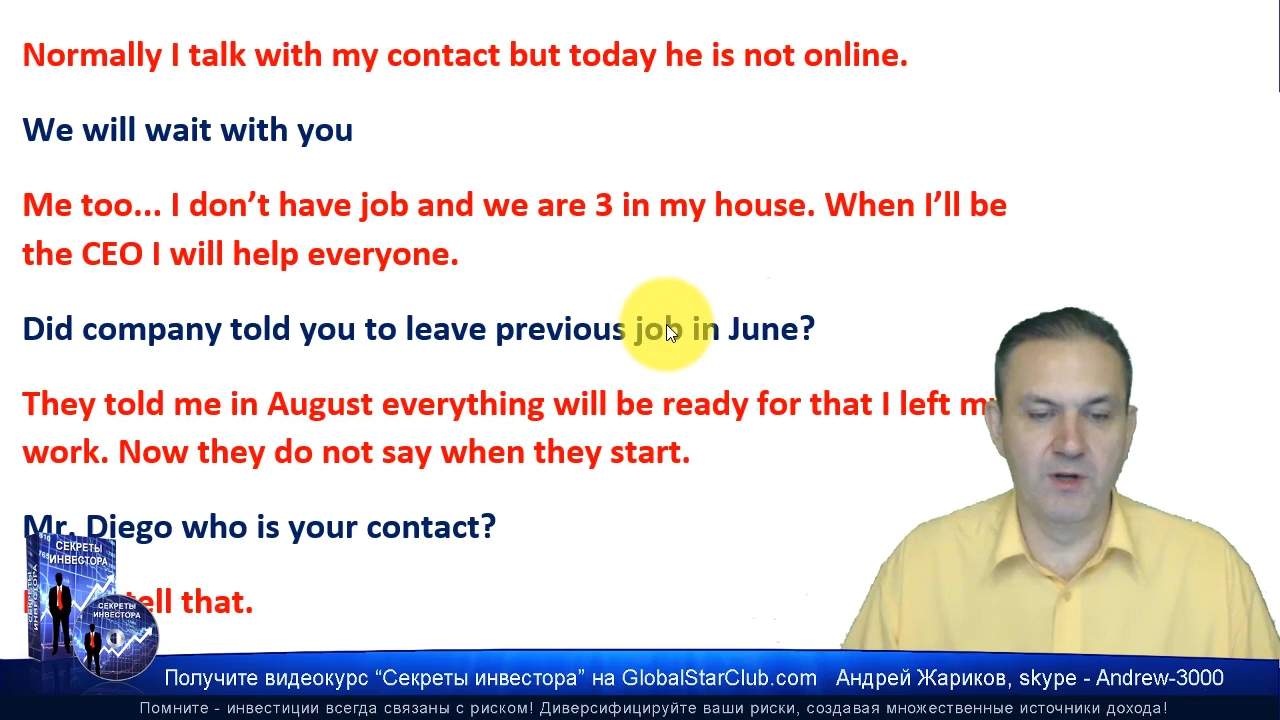 Normally I talk with my contact but today he is not online.
We will wait with you
Me too... I don’t have job and we are 3 in my house. When I’ll be
the CEO I will help everyone.
Did company told you to leave previous job in June?
They told me in August everything will be ready for that I left
work. Now they do not say when they start.
Mr. Diego who is your contact?
tell that.
СЕКРЕТЫ
ИНВЕСТОРА
СЕКРЕТЫ
ИНВЕСТОРА
СЕКРЕТЫ
ИНВЕСТОРА
Получите видеокурс “Секреты инвестора” на GlobalStarClub.com Андрей Жариков, skype - Andrew-3000
Помните - инвестиции всегда связаны с риском! Диверсифицируйте ваши риски, создавая множественные источники дохода!